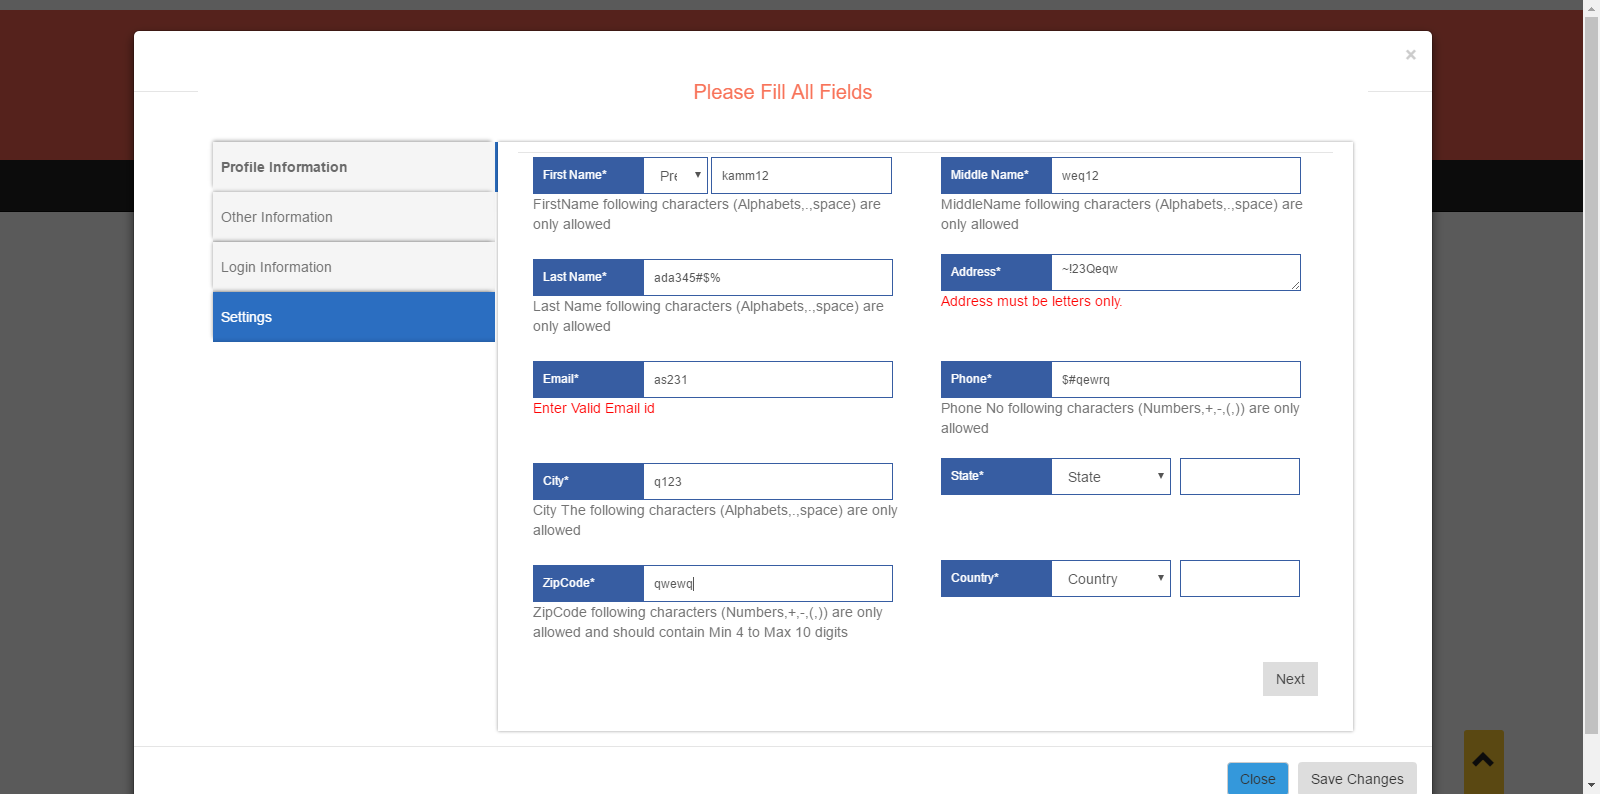 ×
Please Fill All Fields
Profile Information
Other Information
Login Information
Settings
First Name*
Pre
kamm12
FirstName following characters (Alphabets,.,space) are
only allowed
Middle Name*
weq12
MiddleName following characters (Alphabets,.,space) are
only allowed
Last Name*
ada345#$%
Last Name following characters (Alphabets,.,space) are
only allowed
Address*
~!23Qeqw
Address must be letters only.
Email*
as231
Enter Valid Email id
Phone*
$#qewrq
Phone No following characters (Numbers,+,-,(,)) are only
allowed
City*
q123
City The following characters (Alphabets,.,space) are only
allowed
State*
State
ZipCode*
qwewq
ZipCode following characters (Numbers,+,-,(,)) are only
allowed and should contain Min 4 to Max 10 digits
Country*
Country
Next
Close
Save Changes